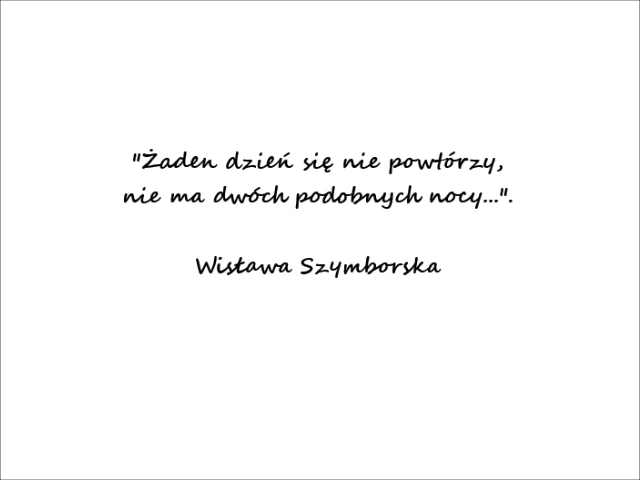 "Żaden dzień się nie powtórzy,
nie ma dwóch podobnych nocy...".
Wisława Szymborska